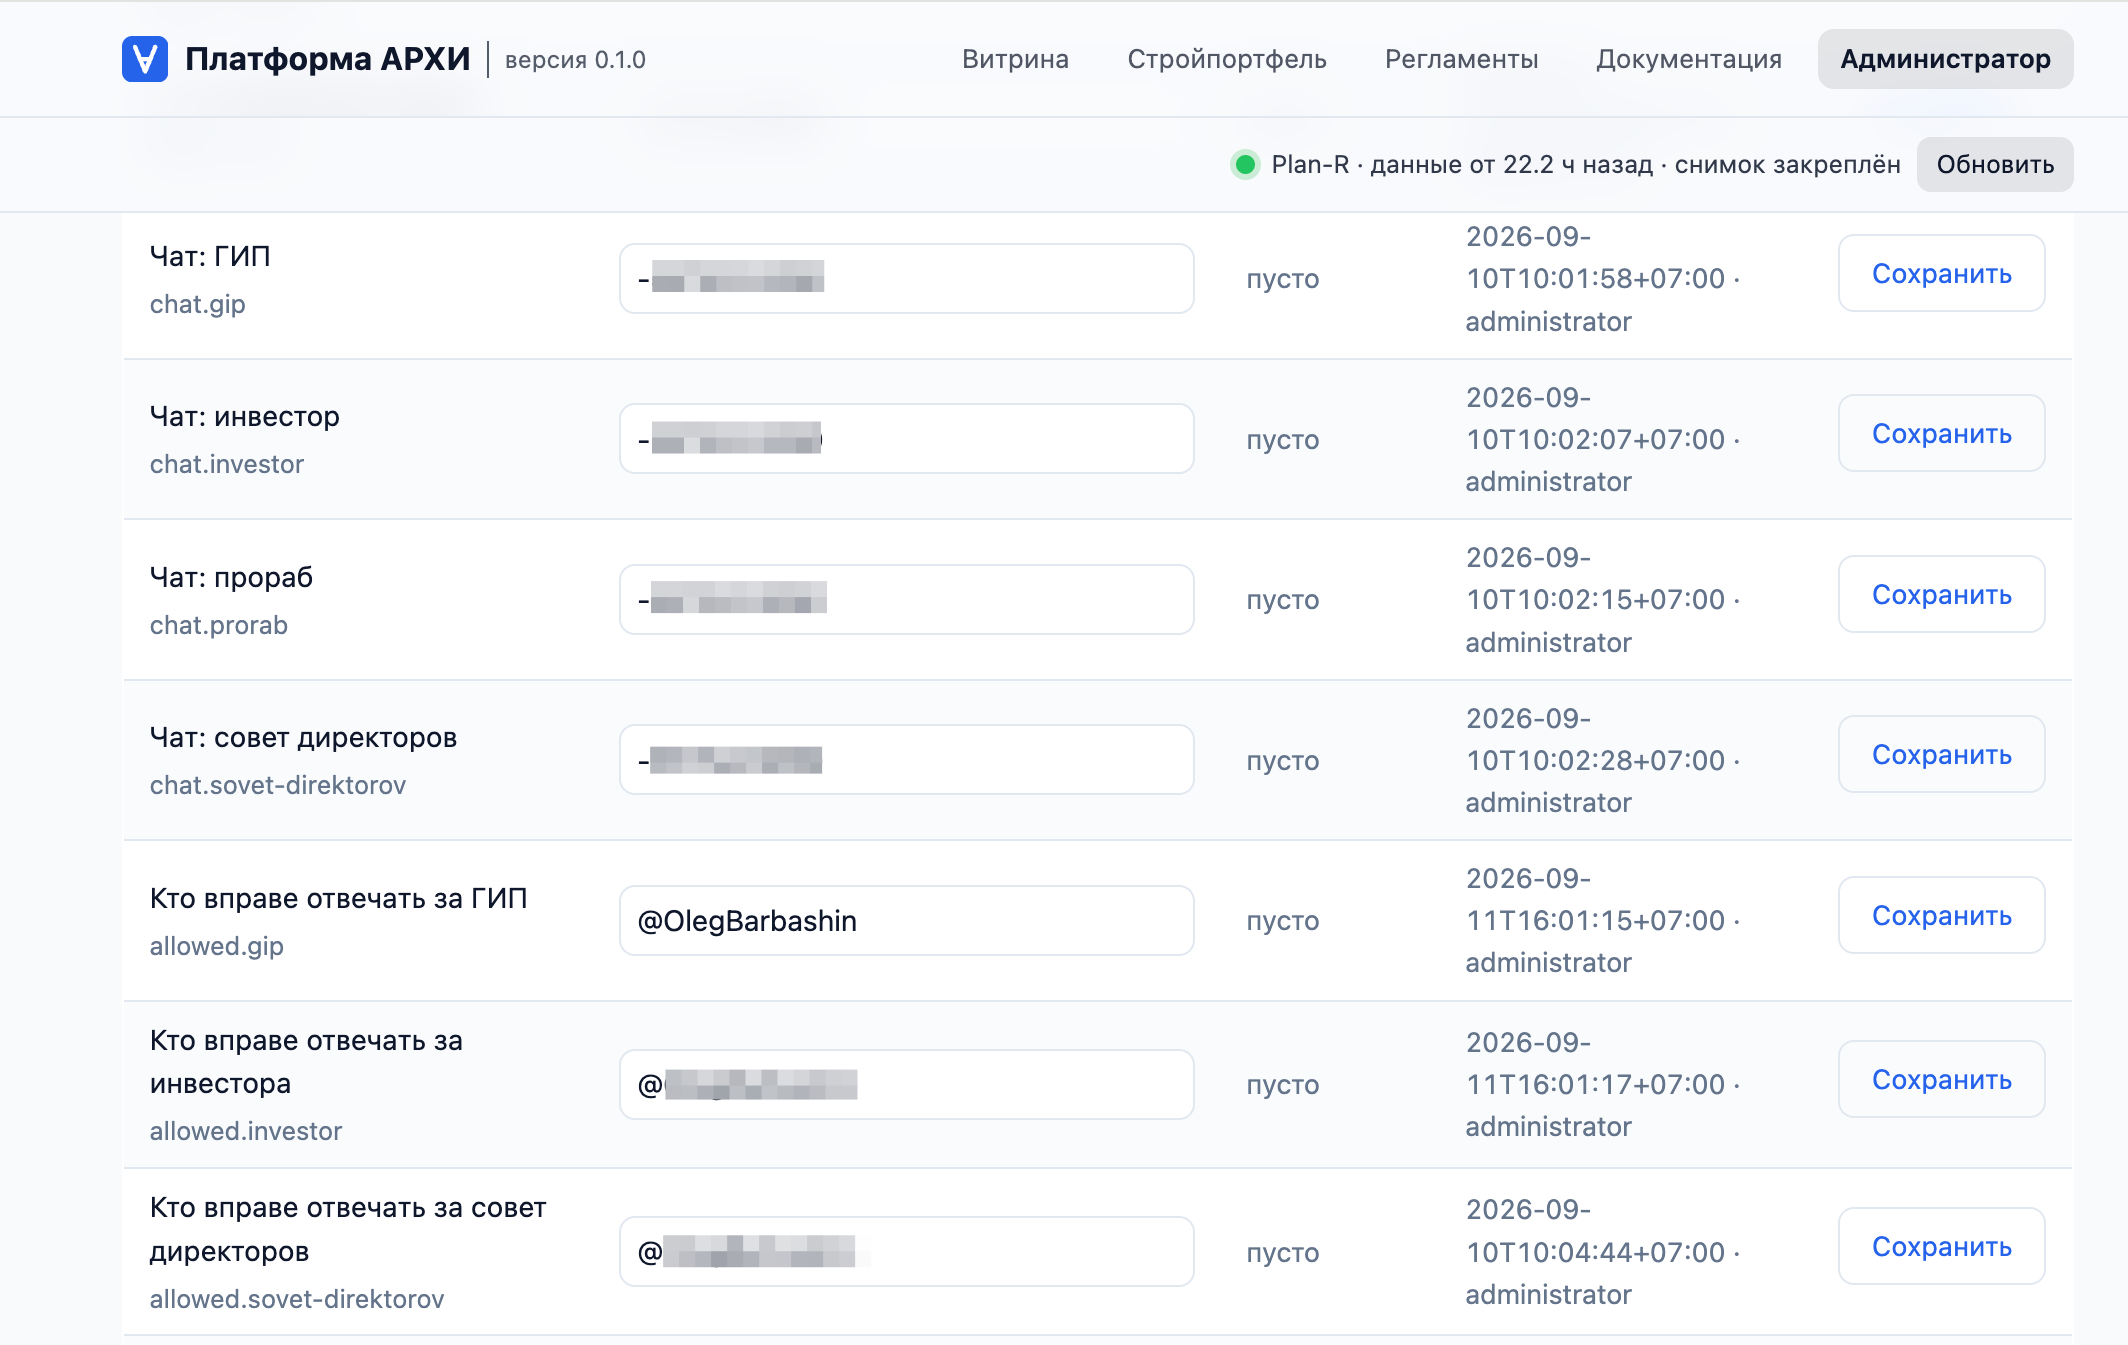 Платформа АРХИ
версия 0.1.0
Витрина
Стройпортфель
Регламенты
Документация
Администратор
Plan-R · данные от 22.2 ч назад · снимок закреплён
Обновить
Чат: ГИП
chat.gip
-
пусто
2026-09-
10T10:01:58+07:00 ·
administrator
Сохранить
Чат: инвестор
chat.investor
-
пусто
2026-09-
10T10:02:07+07:00 ·
administrator
Сохранить
Чат: прораб
chat.prorab
-
пусто
2026-09-
10T10:02:15+07:00 ·
administrator
Сохранить
Чат: совет директоров
chat.sovet-direktorov
-
пусто
2026-09-
10T10:02:28+07:00 ·
administrator
Сохранить
Кто вправе отвечать за ГИП
allowed.gip
@OlegBarbashin
пусто
2026-09-
11T16:01:15+07:00 ·
administrator
Сохранить
Кто вправе отвечать за
инвестора
allowed.investor
@
пусто
2026-09-
11T16:01:17+07:00 ·
administrator
Сохранить
Кто вправе отвечать за совет
директоров
allowed.sovet-direktorov
@
пусто
2026-09-
10T10:04:44+07:00 ·
administrator
Сохранить